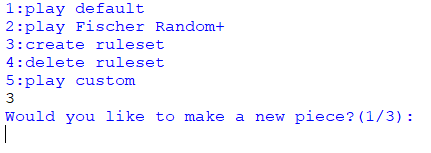 1:play default
2:play Fischer Random+
3:create ruleset
4:delete ruleset
5:play custom
3
Would you like to make a new piece?(1/3):